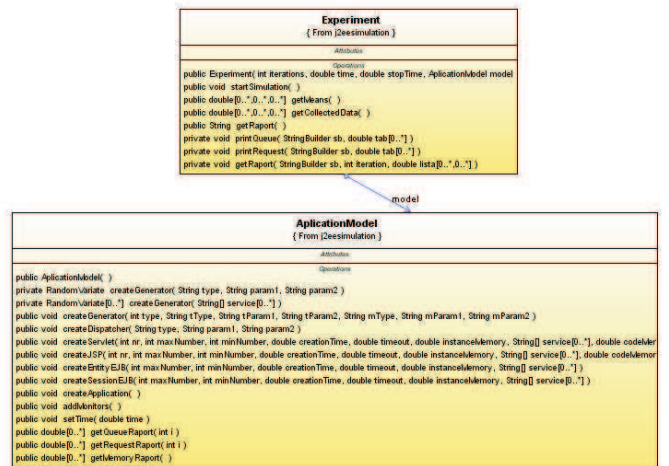 Experiment
{ From j2eesimulation }
Attributes
Operations
public Experiment( int iterations, double time, double stopTime, AplicationModel model
public void startSimulation( )
public double[0..*,0..*,0..*] getMeans( )
public double[0..*,0..*,0..*] getCollectedData( )
public String getRaport( )
private void printQueue( StringBuilder sb, double tab[0..*] )
private void printRequest( StringBuilder sb, double tab[0..*] )
private void getRaport( StringBuilder sb, int iteration, double lista[0..*,0..*] )
model
AplicationModel
{ From j2eesimulation }
Attributes
Operations
public AplicationModel( )
private RandomVariate createGenerator( String type, String param1, String param2 )
private RandomVariate[0..*] createGenerator( String[] service[0..*] )
public void createGenerator( int type, String tType, String tParam1, String tParam2, String mType, String mParam1, String mParam2 )
public void createDispatcher( String type, String param1, String param2 )
public void createServlet( int nr, int maxNumber, int minNumber, double creationTime, double timeout, double instanceMemory, String[] service[0..*], double codeMer
public void createJSP( int nr, int maxNumber, int minNumber, double creationTime, double timeout, double instanceMemory, String[] service[0..*], double codeMemor
public void createEntityEJB( int maxNumber, int minNumber, double creationTime, double timeout, double instanceMemory, String[] service[0..*] )
public void createSessionEJB( int maxNumber, int minNumber, double creationTime, double timeout, double instanceMemory, String[] service[0..*] )
public void createApplication( )
public void addMonitors( )
public void setTime( double time )
public double[0..*] getQueueRaport( int i )
public double[0..*] getRequestRaport( int i )
public double[0..*] getMemoryRaport( )